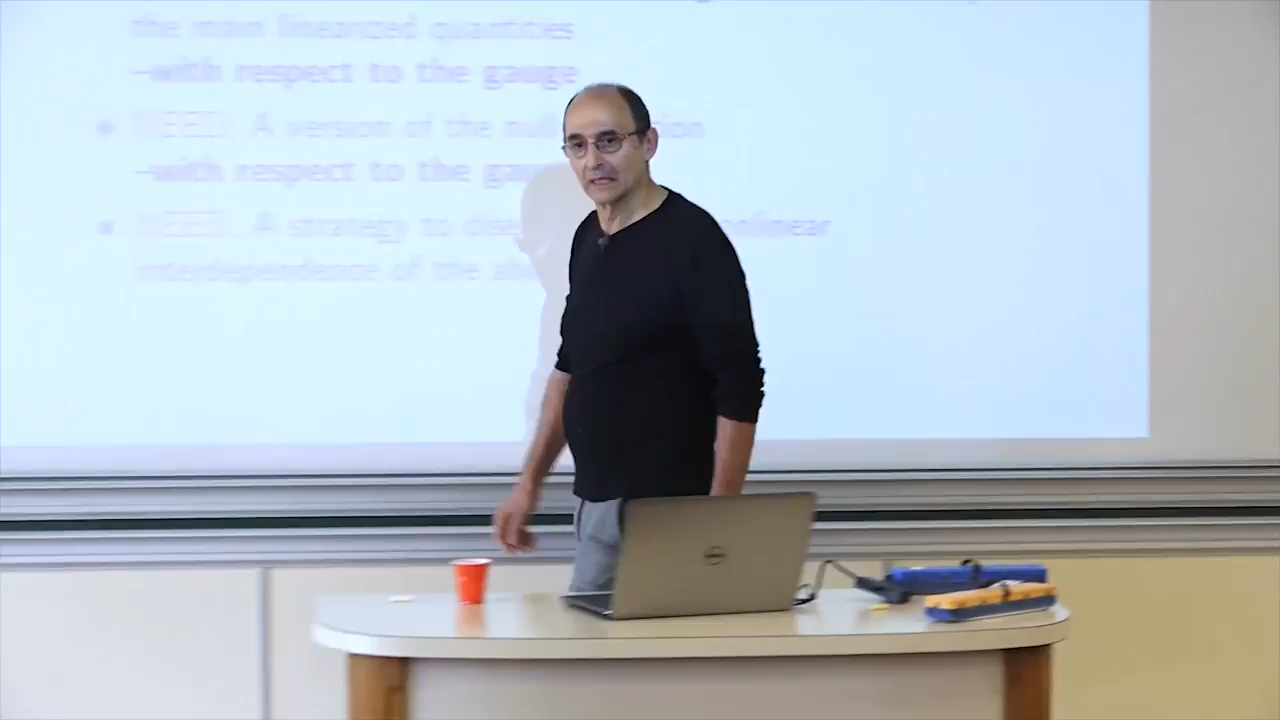 the main linearized quantities
–with respect to the gauge
NEED: A version of the null
–with respect to the
NEED: A strategy to
interdependence of the
DELL